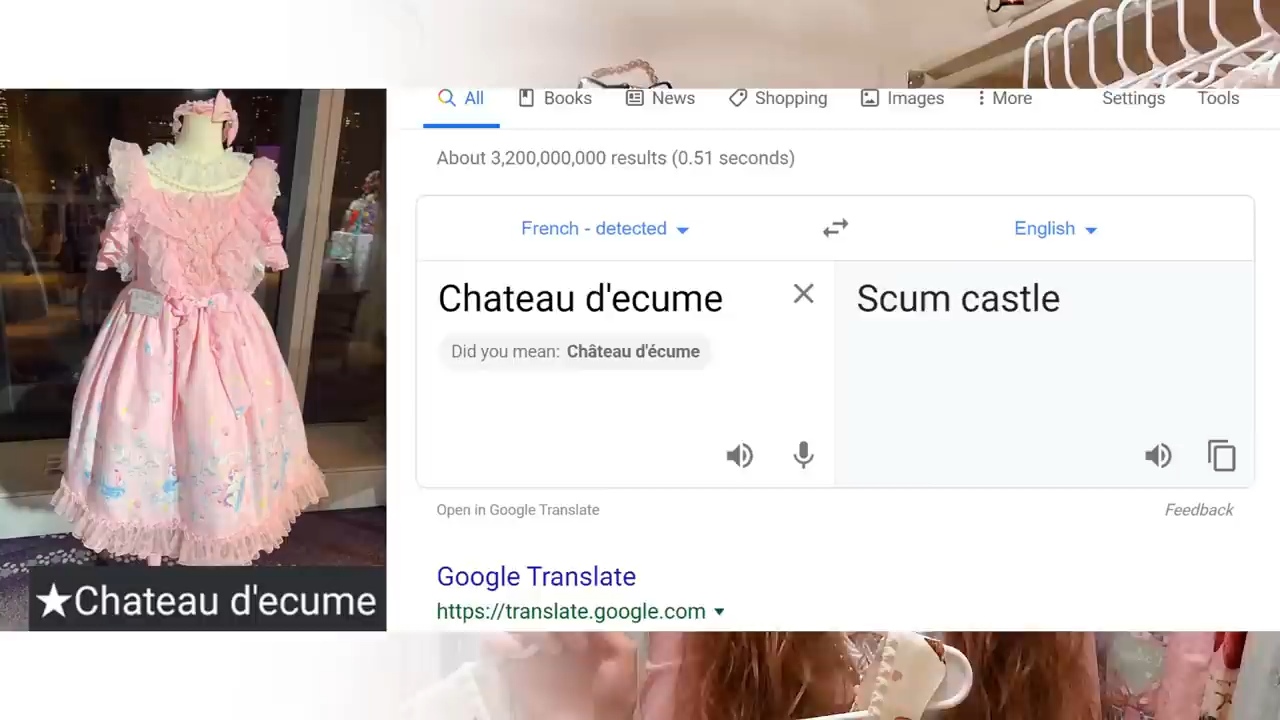 All
Books
News
Shopping
Images
More
Settings
Tools
About 3,200,000,000 results (0.51 seconds)
French - detected
English
Chateau d'ecume
Scum castle
Did you mean: Château d'écume
Open in Google Translate
Feedback
Google Translate
https://translate.google.com
★Chateau d'ecume